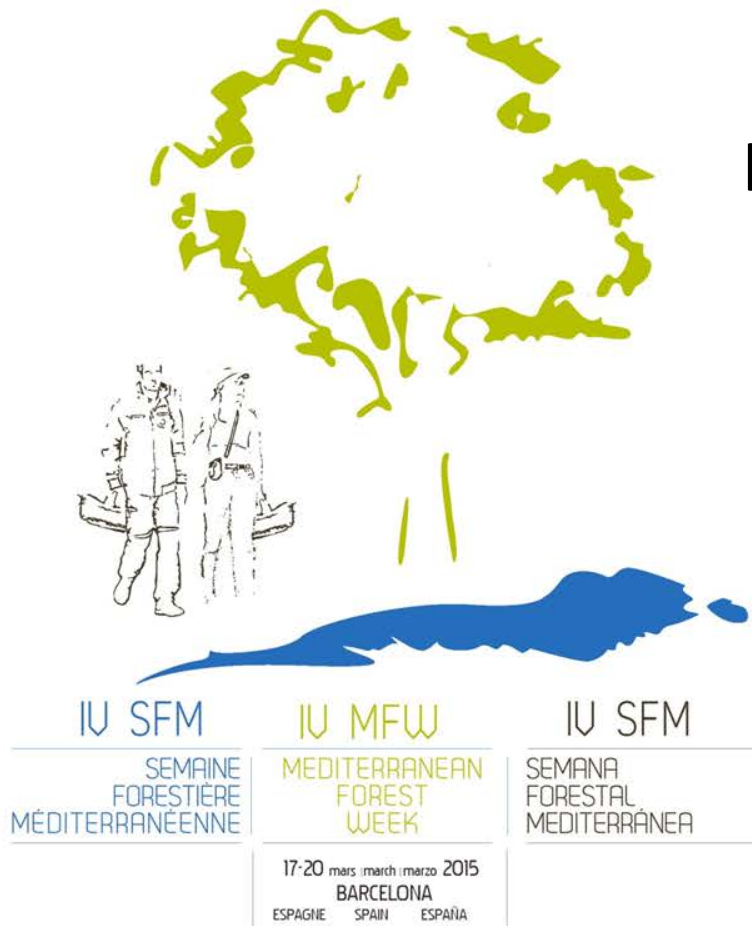 IV SFM
SEMAINE
FORESTIÈRE
MÉDITERRANÉENNE
IV MFW
MEDITERRANEAN
FOREST
WEEK
IV SFM
SEMANA
FORESTAL
MEDITERRÁNEA
17-20 mars | march | marzo 2015
BARCELONA
ESPAGNE SPAIN ESPAÑA